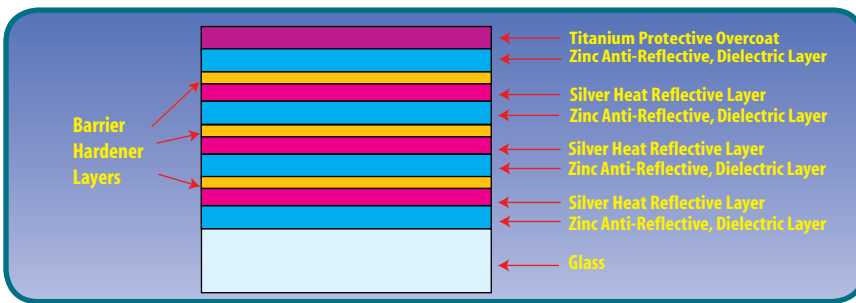 Titanium Protective Overcoat
Zinc Anti-Reflective, Dielectric Layer
Silver Heat Reflective Layer
Zinc Anti-Reflective, Dielectric Layer
Silver Heat Reflective Layer
Zinc Anti-Reflective, Dielectric Layer
Silver Heat Reflective Layer
Zinc Anti-Reflective, Dielectric Layer
Glass
Barrier
Hardener
Layers